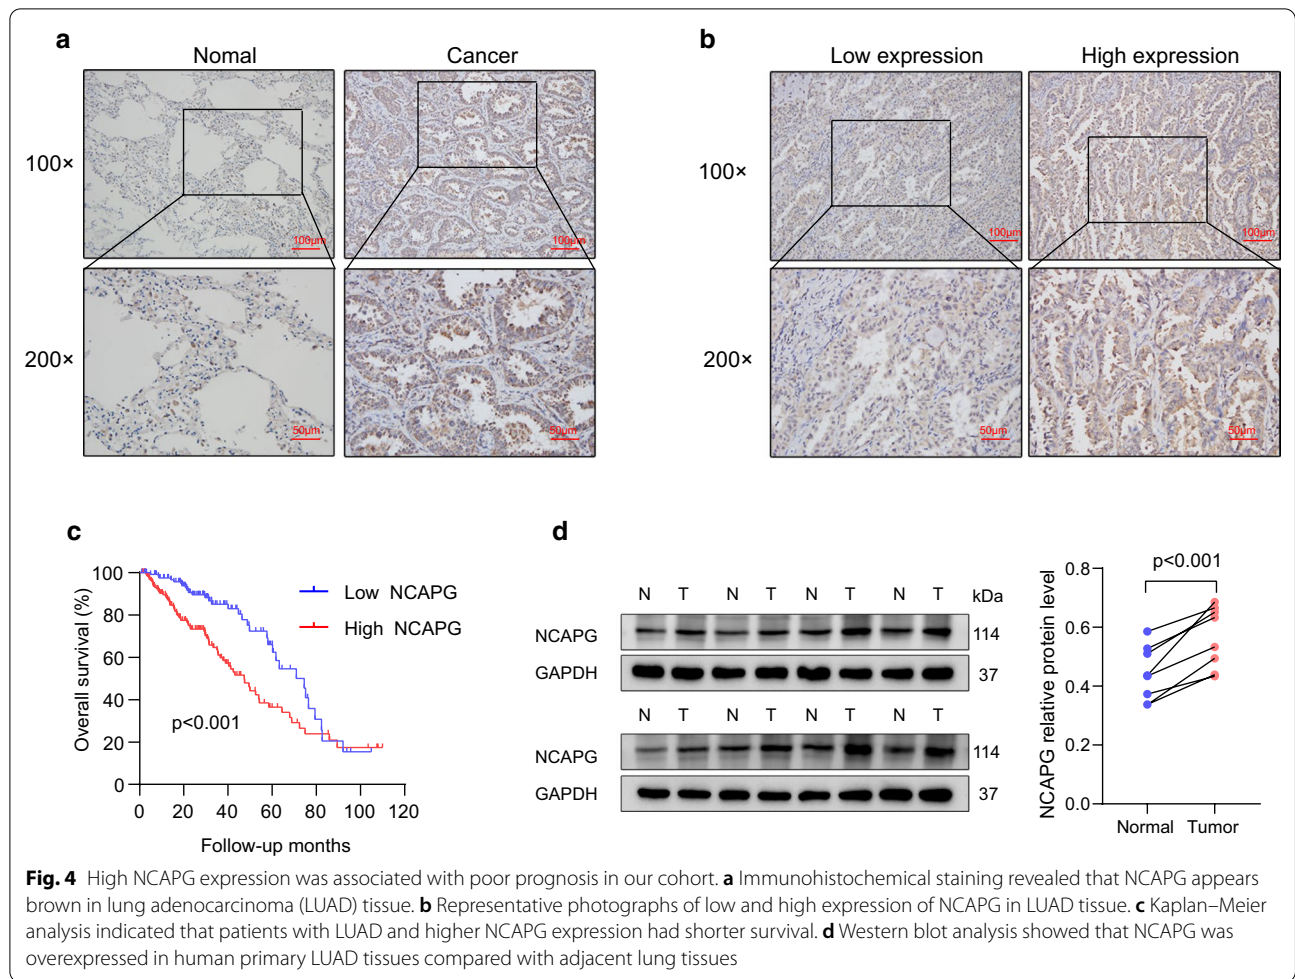 a
Nomal
Cancer
100×
100μm
100μm
200×
50μm
50μm
b
Low expression
High expression
100×
100μm
100μm
200×
50μm
50μm
c
Overall survival (%)
100
80
60
40
20
0
0 20 40 60 80 100 120
Follow-up months
Low NCAPG
High NCAPG
p<0.001
d
N T N T N T N T kDa
NCAPG 114
GAPDH 37
N T N T N T N T
NCAPG 114
GAPDH 37
p<0.001
NCAPG relative protein level
0.8
0.6
0.4
0.2
0.0
Normal Tumor
Fig. 4 High NCAPG expression was associated with poor prognosis in our cohort. a Immunohistochemical staining revealed that NCAPG appears
brown in lung adenocarcinoma (LUAD) tissue. b Representative photographs of low and high expression of NCAPG in LUAD tissue. c Kaplan–Meier
analysis indicated that patients with LUAD and higher NCAPG expression had shorter survival. d Western blot analysis showed that NCAPG was
overexpressed in human primary LUAD tissues compared with adjacent lung tissues